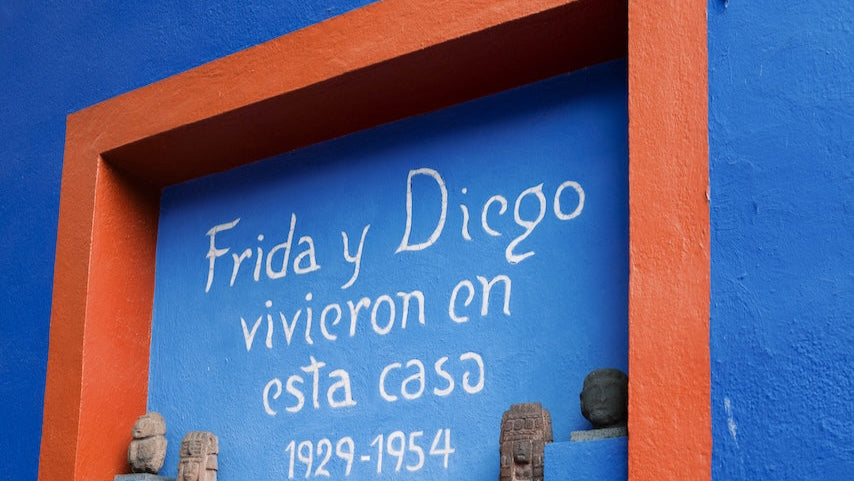 Frida y Diego
vivieron en
esta casa
1929-1954